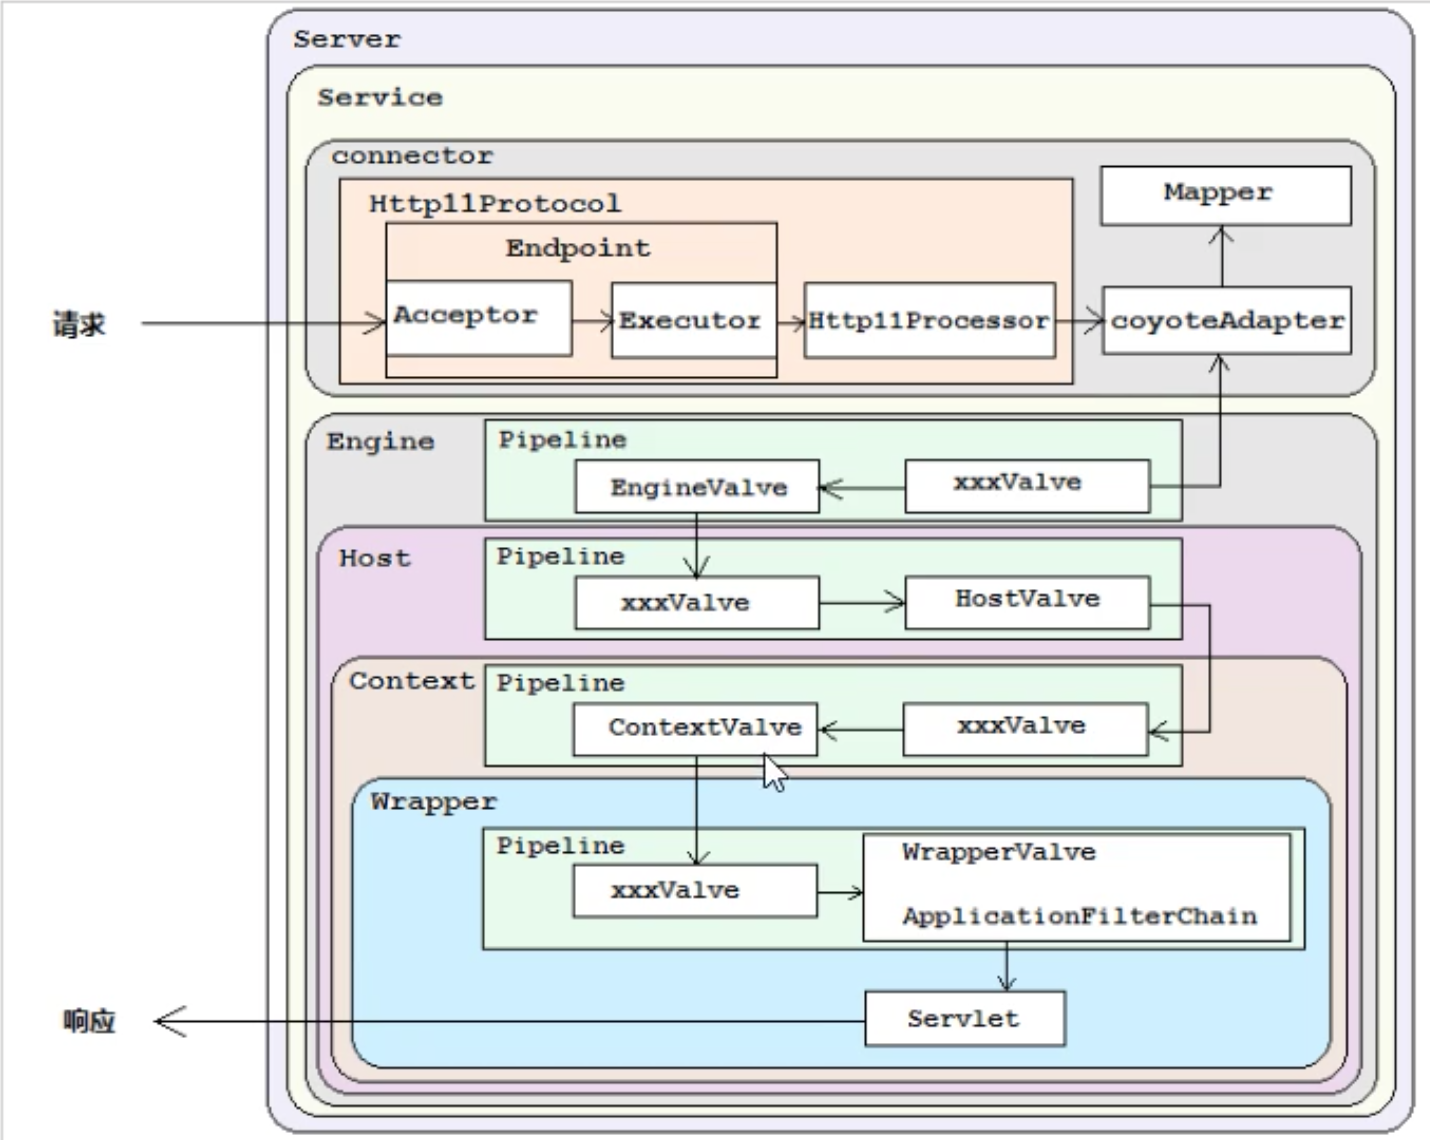 Server
Service
connector
Http11Protocol
Mapper
Endpoint
请求
Acceptor
Executor
Http11Processor
coyoteAdapter
Engine
Pipeline
EngineValve
xxxValve
Host
Pipeline
xxxValve
HostValve
Context
Pipeline
ContextValve
xxxValve
Wrapper
Pipeline
xxxValve
WrapperValve
ApplicationFilterChain
响应
Servlet